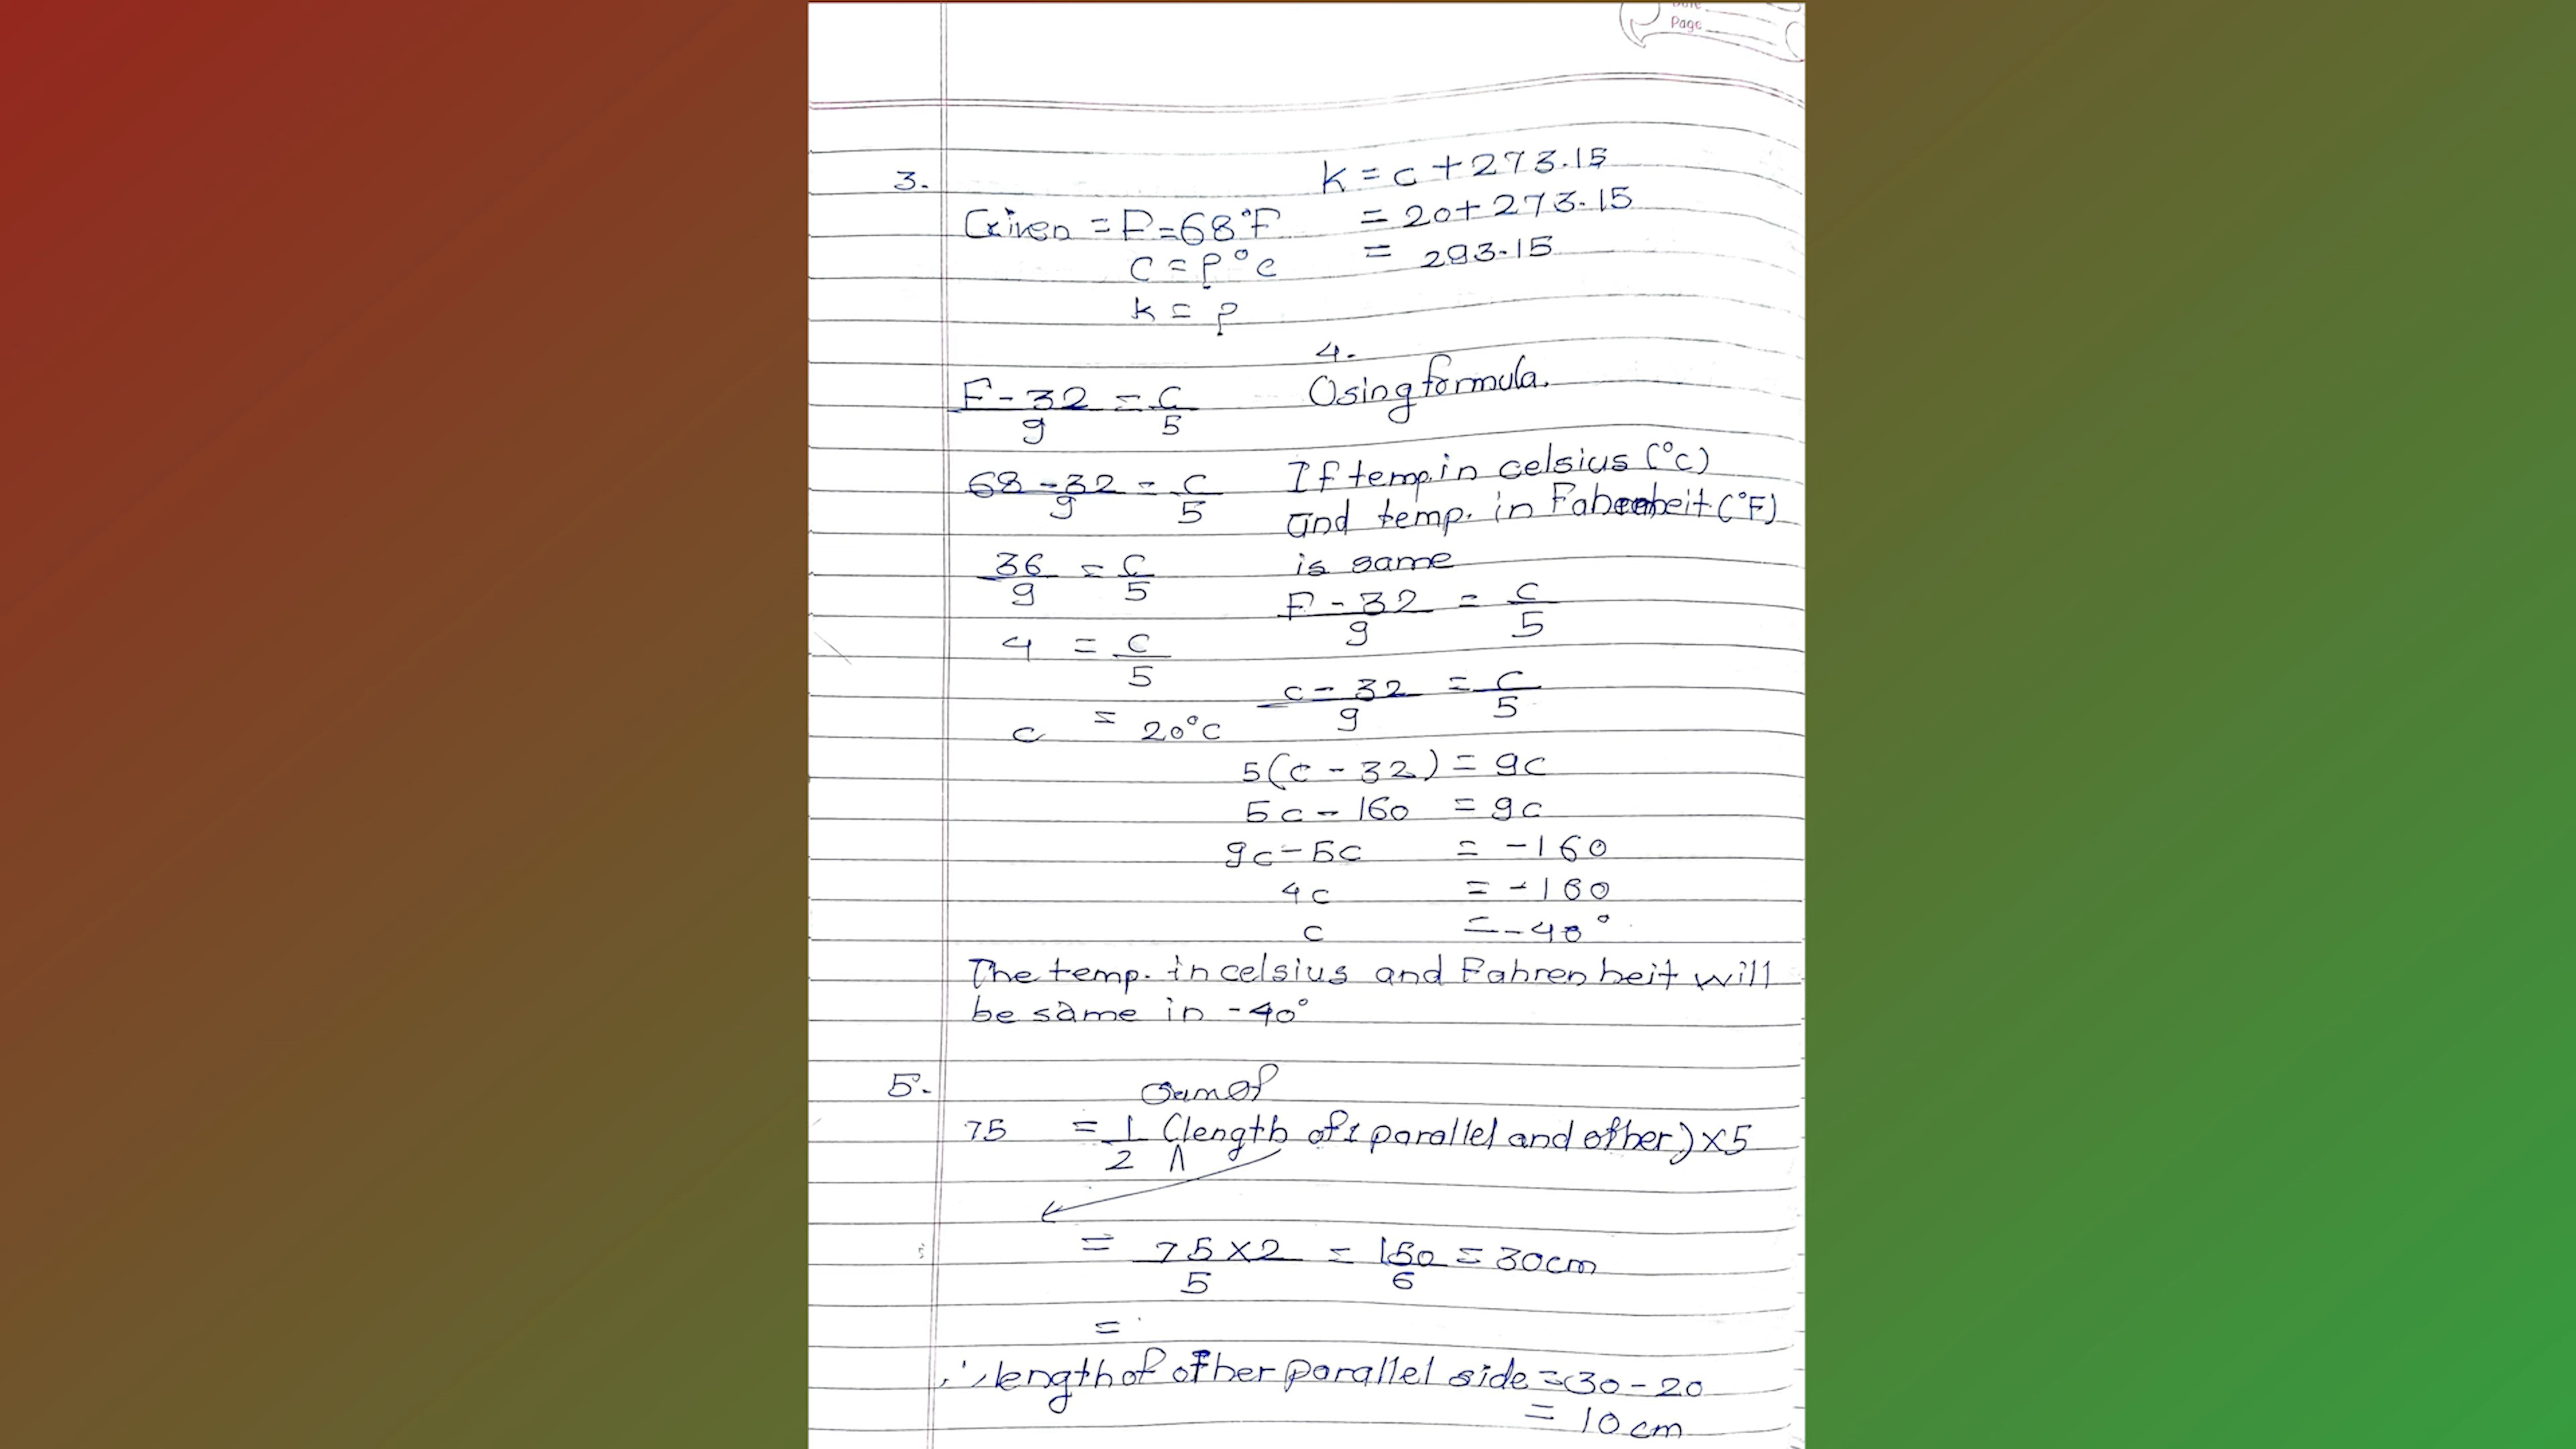 Page
3.
Given = F=68°F
C = ?°c
k = ?
F - 32 = c
9 5
68 - 32 = c
9 5
36 = c
9 5
4 = c
5
c = 20°c
k = c + 273.15
= 20+ 273.15
= 293.15
4.
Using formula.
If temp. in celsius (°c)
and temp. in Fahrenheit (°F)
is same
F - 32 = c
9 5
c - 32 = c
9 5
5(c - 32) = 9c
5c - 160 = 9c
9c - 5c = -160
4c = -160
c = -40°
The temp. in celsius and Fahrenheit will
be same in -40°
5.
Sum of
75 = 1 (length of 1 parallel and other) x5
2
= 75 x 2 = 150 = 30cm
5 6
=
∴ length of other parallel side = 30 - 20
= 10 cm